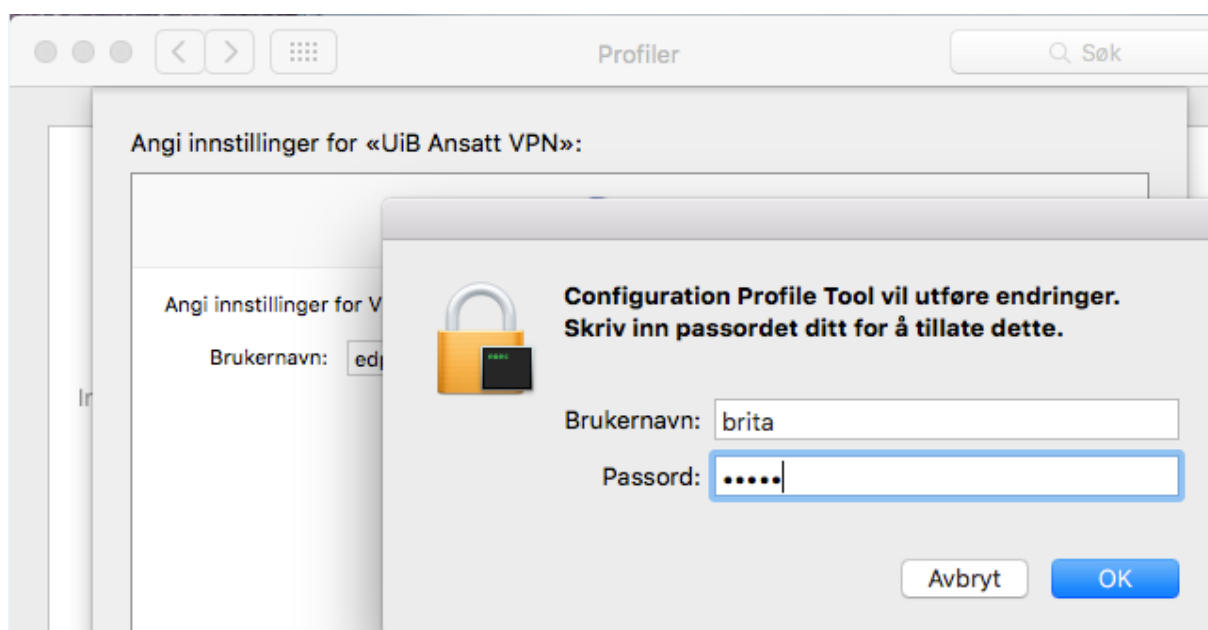 Profiler
Søk
Angi innstillinger for «UiB Ansatt VPN»:
Configuration Profile Tool vil utføre endringer.
Skriv inn passordet ditt for å tillate dette.
Angi innstillinger for V
Brukernavn:
Brukernavn: brita
Passord: •••••
Avbryt
OK